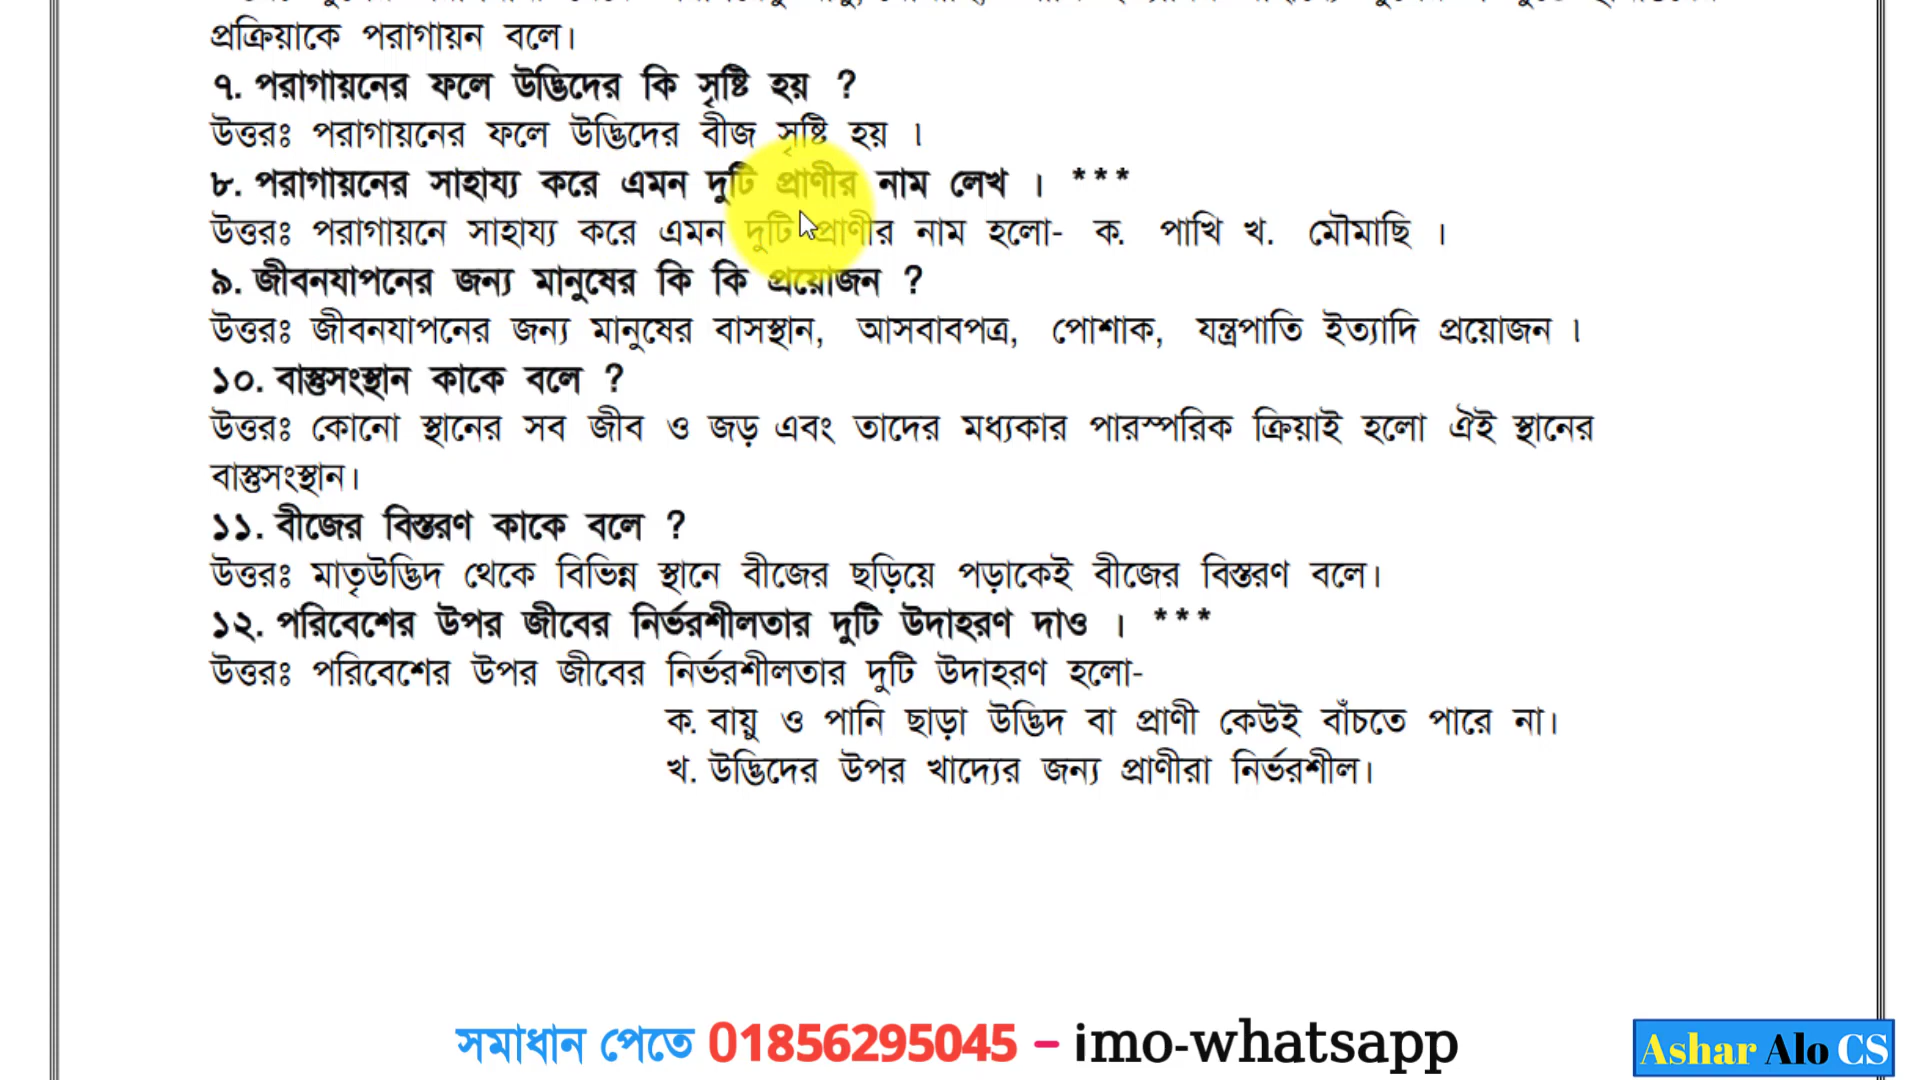 প্রক্রিয়াকে পরাগায়ন বলে।
৭. পরাগায়নের ফলে উদ্ভিদের কি সৃষ্টি হয় ?
উত্তরঃ পরাগায়নের ফলে উদ্ভিদের বীজ সৃষ্টি হয় ।
৮. পরাগায়নের সাহায্য করে এমন দুটি প্রাণীর নাম লেখ । ***
উত্তরঃ পরাগায়নে সাহায্য করে এমন দুটি প্রাণীর নাম হলো- ক. পাখি খ. মৌমাছি ।
৯. জীবনযাপনের জন্য মানুষের কি কি প্রয়োজন ?
উত্তরঃ জীবনযাপনের জন্য মানুষের বাসস্থান, আসবাবপত্র, পোশাক, যন্ত্রপাতি ইত্যাদি প্রয়োজন ।
১০. বাস্তুসংস্থান কাকে বলে ?
উত্তরঃ কোনো স্থানের সব জীব ও জড় এবং তাদের মধ্যকার পারস্পরিক ক্রিয়াই হলো ঐই স্থানের
বাস্তুসংস্থান।
১১. বীজের বিস্তরণ কাকে বলে ?
উত্তরঃ মাতৃউদ্ভিদ থেকে বিভিন্ন স্থানে বীজের ছড়িয়ে পড়াকেই বীজের বিস্তরণ বলে।
১২. পরিবেশের উপর জীবের নির্ভরশীলতার দুটি উদাহরণ দাও । ***
উত্তরঃ পরিবেশের উপর জীবের নির্ভরশীলতার দুটি উদাহরণ হলো-
ক. বায়ু ও পানি ছাড়া উদ্ভিদ বা প্রাণী কেউই বাঁচতে পারে না।
খ. উদ্ভিদের উপর খাদ্যের জন্য প্রাণীরা নির্ভরশীল।
সমাধান পেতে 01856295045 – imo-whatsapp
Ashar Alo CS